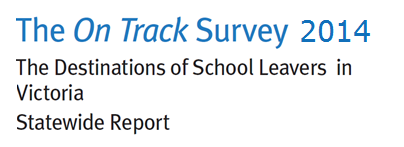 The On Track Survey 2014
The Destinations of School Leavers in
Victoria
Statewide Report